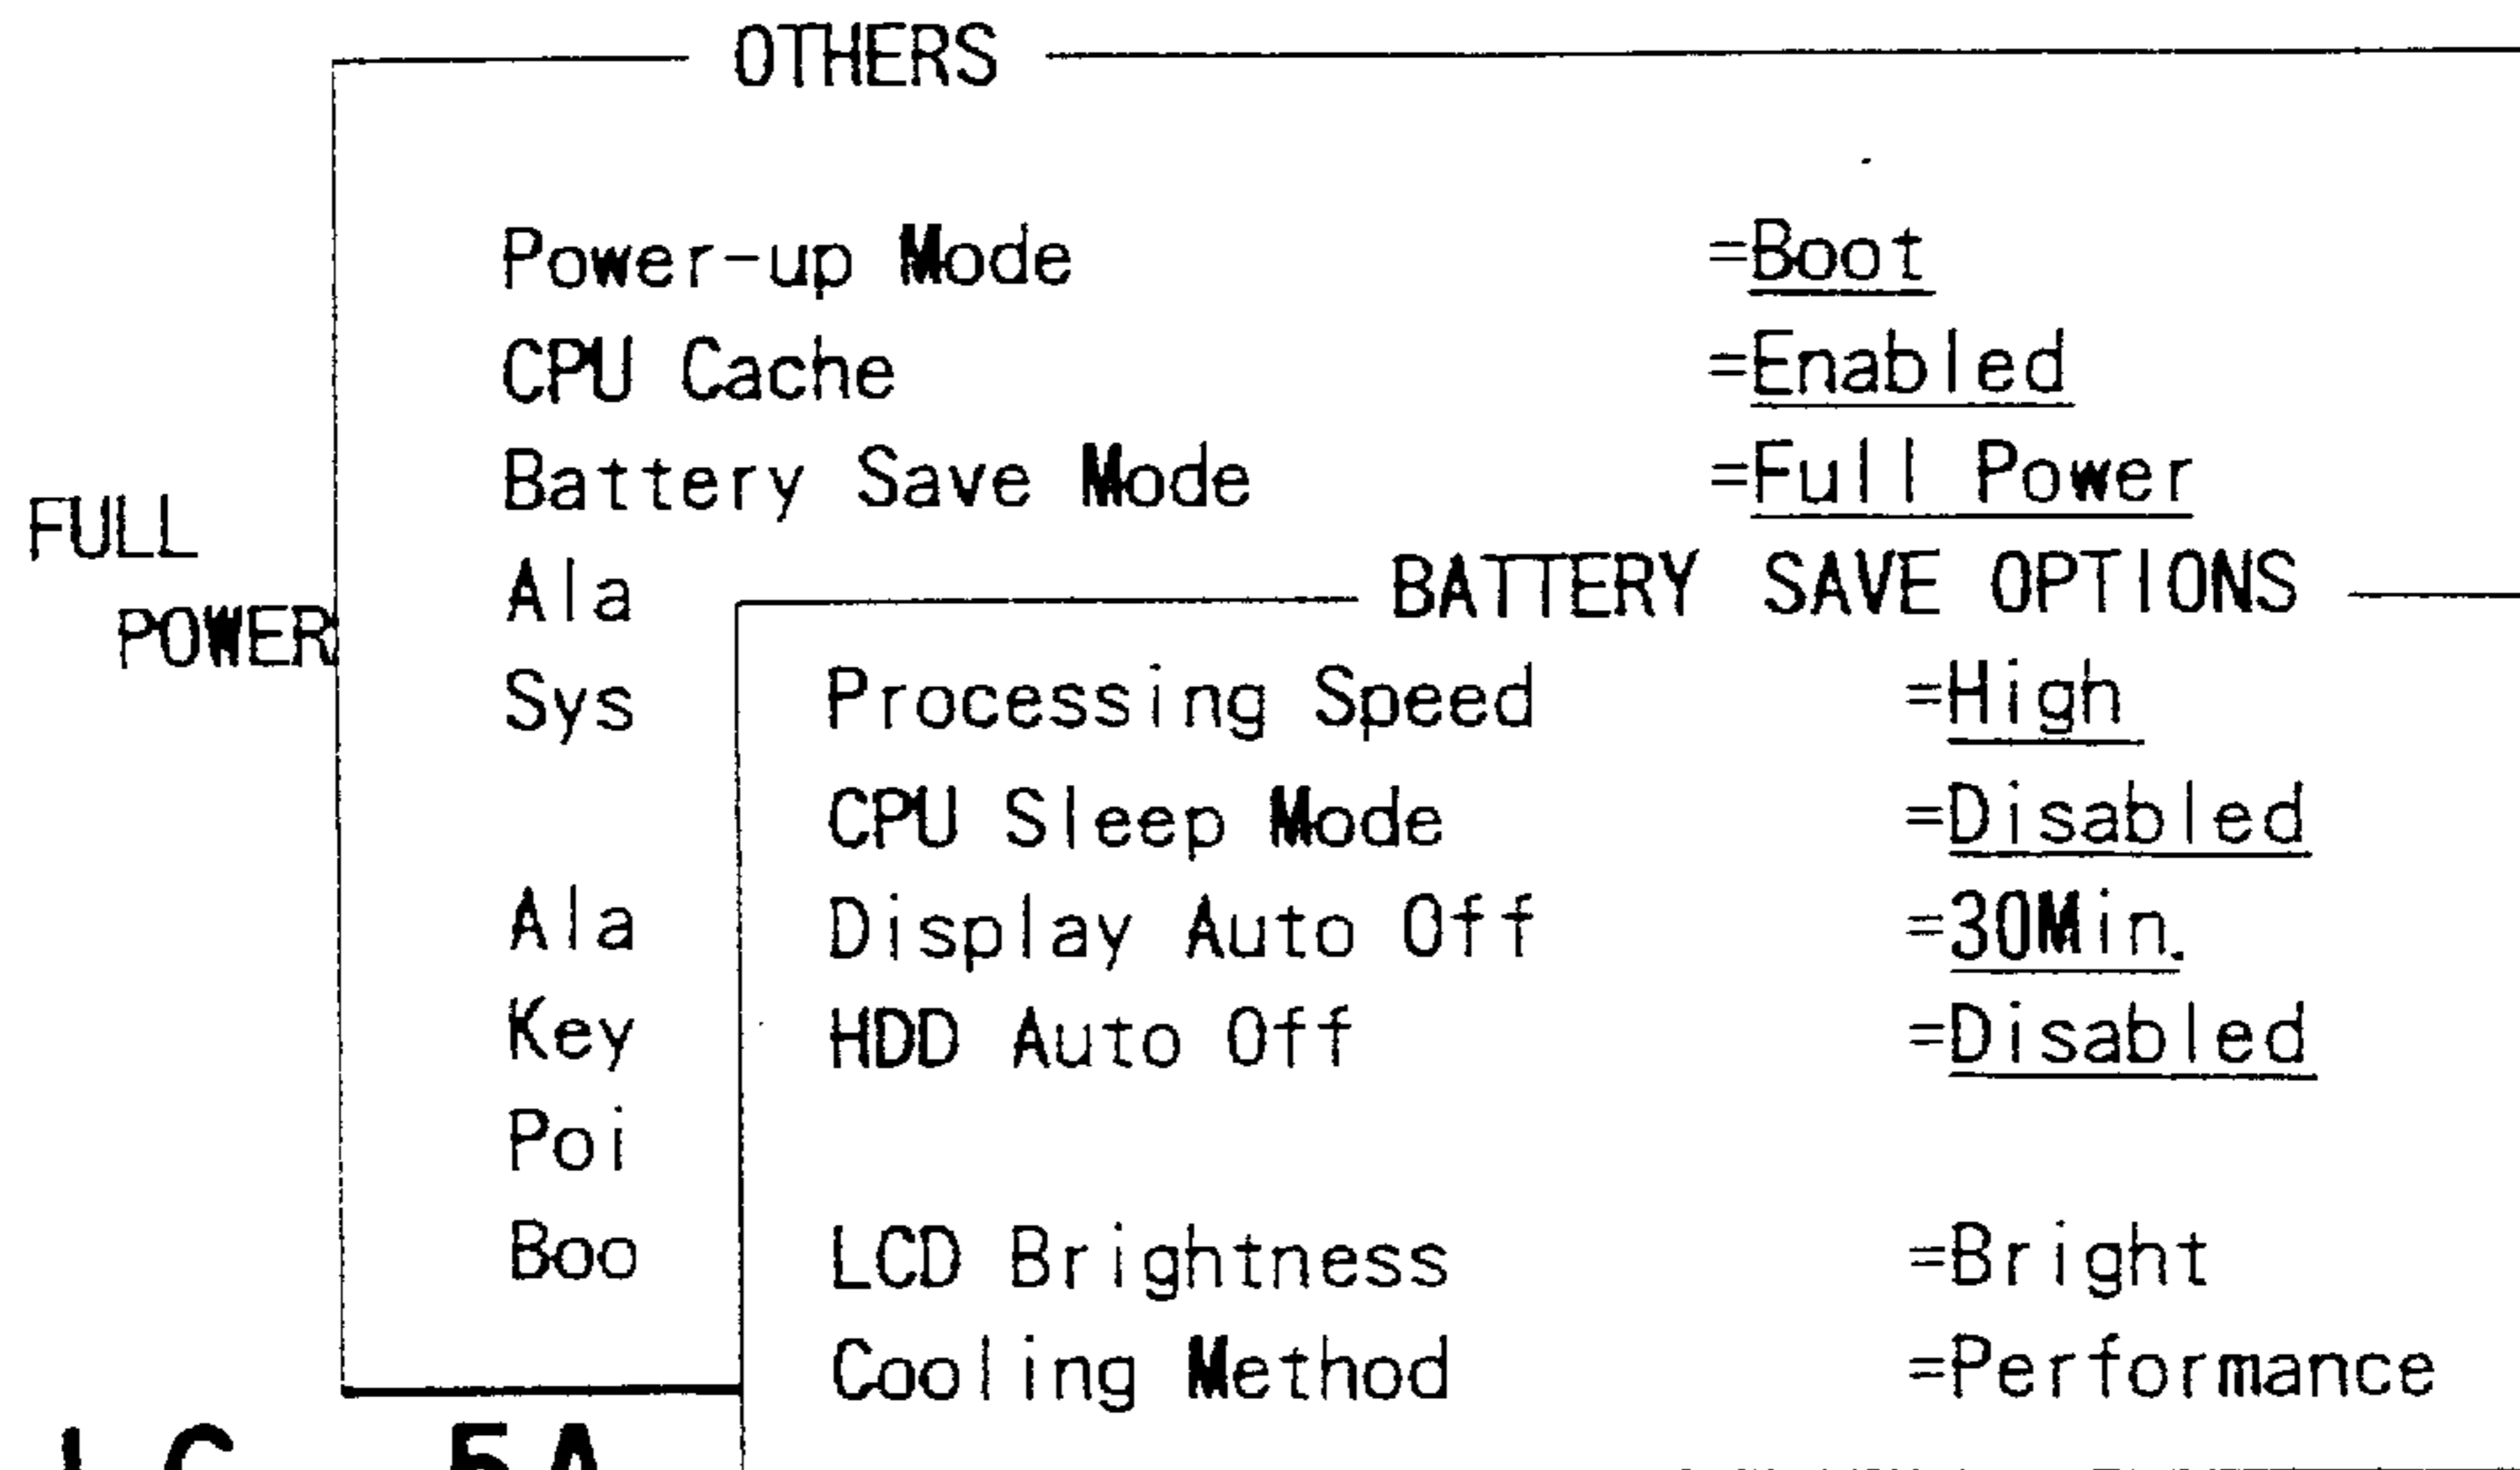 OTHERS
Power-up Mode =Boot
CPU Cache =Enabled
Battery Save Mode =Full Power
FULL
POWER
Ala
BATTERY SAVE OPTIONS
Sys
Processing Speed =High
CPU Sleep Mode =Disabled
Ala
Display Auto Off =30Min.
Key
HDD Auto Off =Disabled
Poi
Boo
LCD Brightness =Bright
Cooling Method =Performance